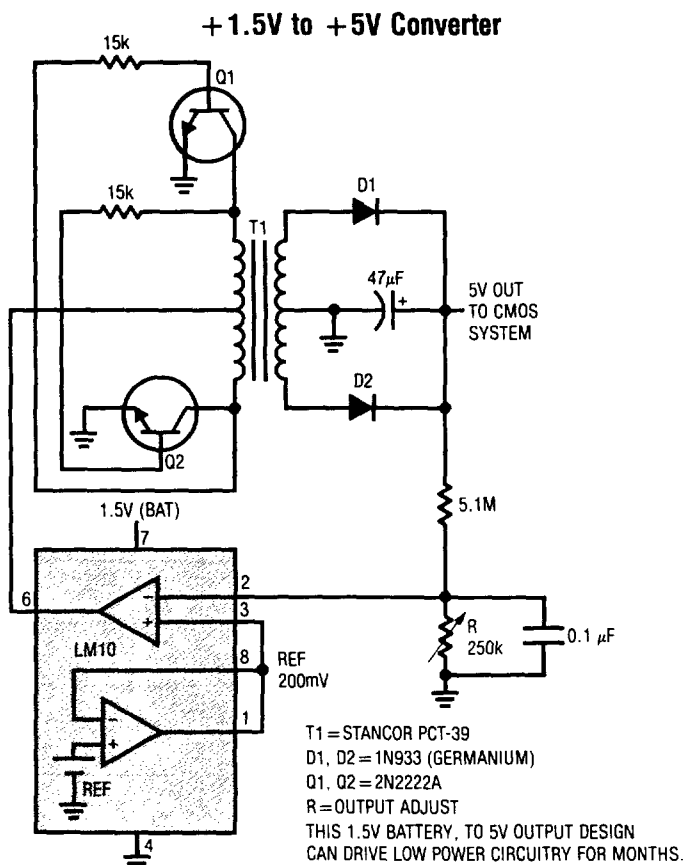 +1.5V to +5V Converter
15k
Q1
15k
T1
D1
47µF
+
5V OUT
TO CMOS
SYSTEM
D2
Q2
5.1M
1.5V (BAT)
7
6
2
−
3
+
LM10
8
REF
200mV
R
250k
0.1 µF
1
−
+
REF
4
T1=STANCOR PCT-39
D1, D2=1N933 (GERMANIUM)
Q1, Q2=2N2222A
R=OUTPUT ADJUST
THIS 1.5V BATTERY, TO 5V OUTPUT DESIGN
CAN DRIVE LOW POWER CIRCUITRY FOR MONTHS.